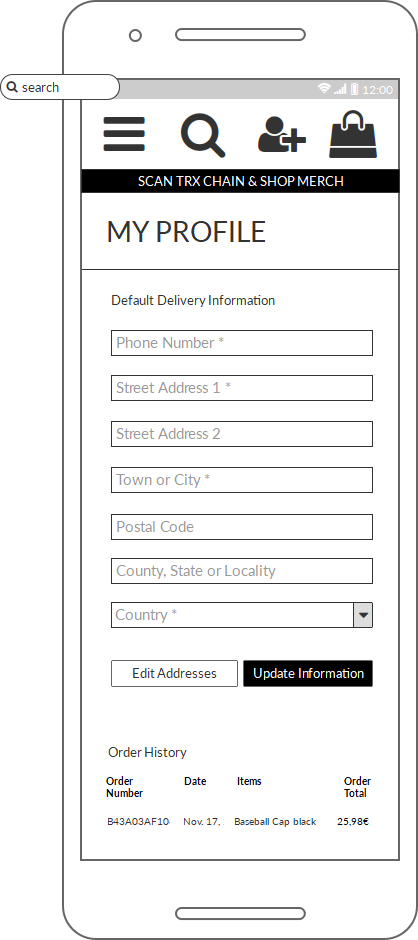 search
12:00
SCAN TRX CHAIN & SHOP MERCH
MY PROFILE
Default Delivery Information
Phone Number *
Street Address 1 *
Street Address 2
Town or City *
Postal Code
County, State or Locality
Country *
Edit Addresses Update Information
Order History
Order Number Date Items Order Total
B43A03AF10 Nov. 17, Baseball Cap black 25,98€